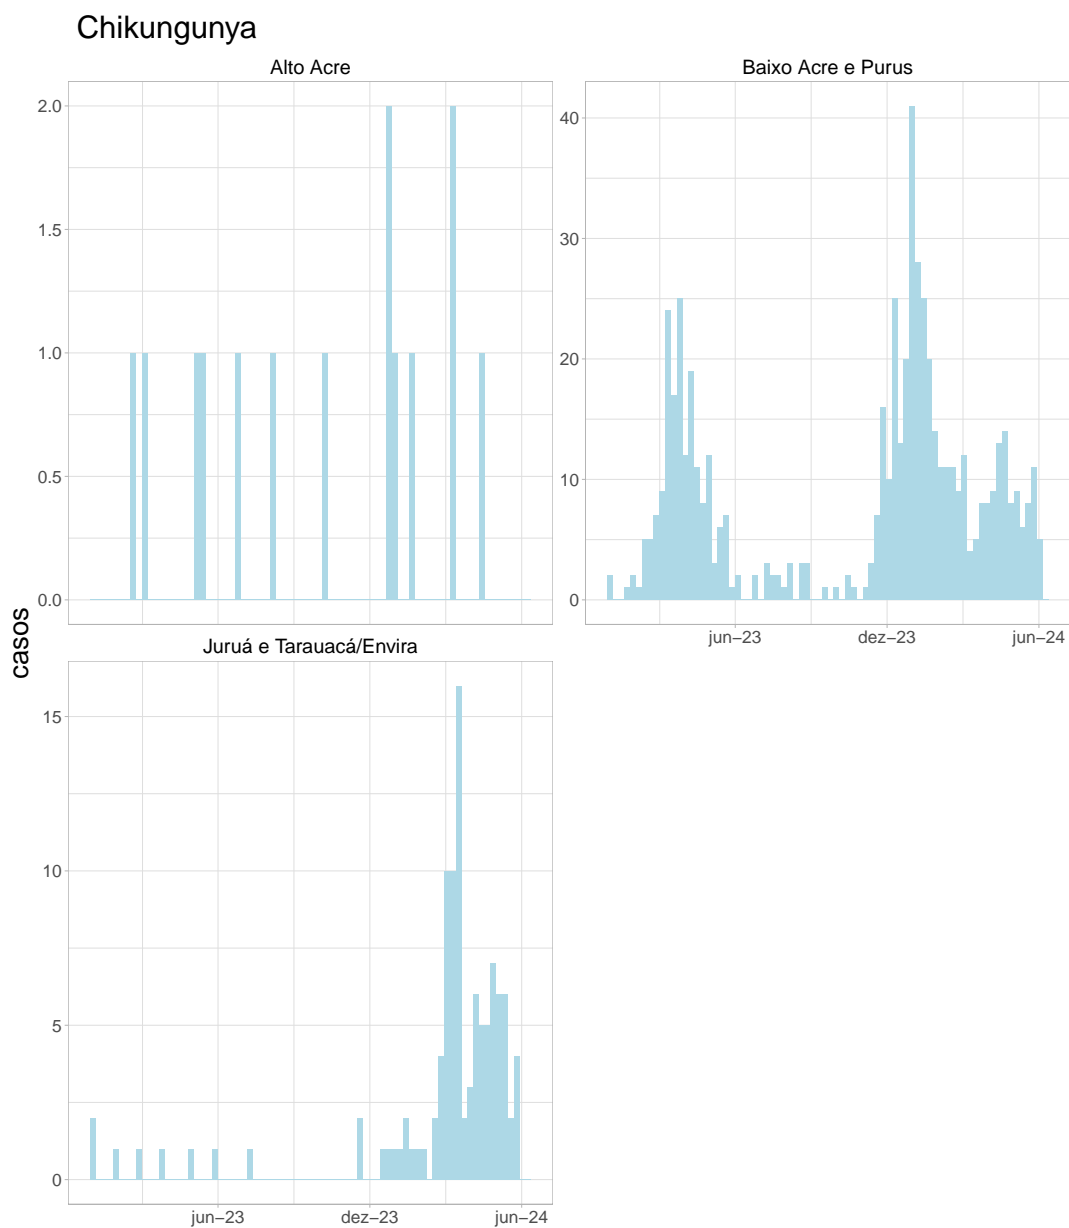 Chikungunya
Alto Acre
Baixo Acre e Purus
2.0
1.5
1.0
0.5
0.0
40
30
20
10
0
jun–23
dez–23
jun–24
casos
Juruá e Tarauacá/Envira
15
10
5
0
jun–23
dez–23
jun–24